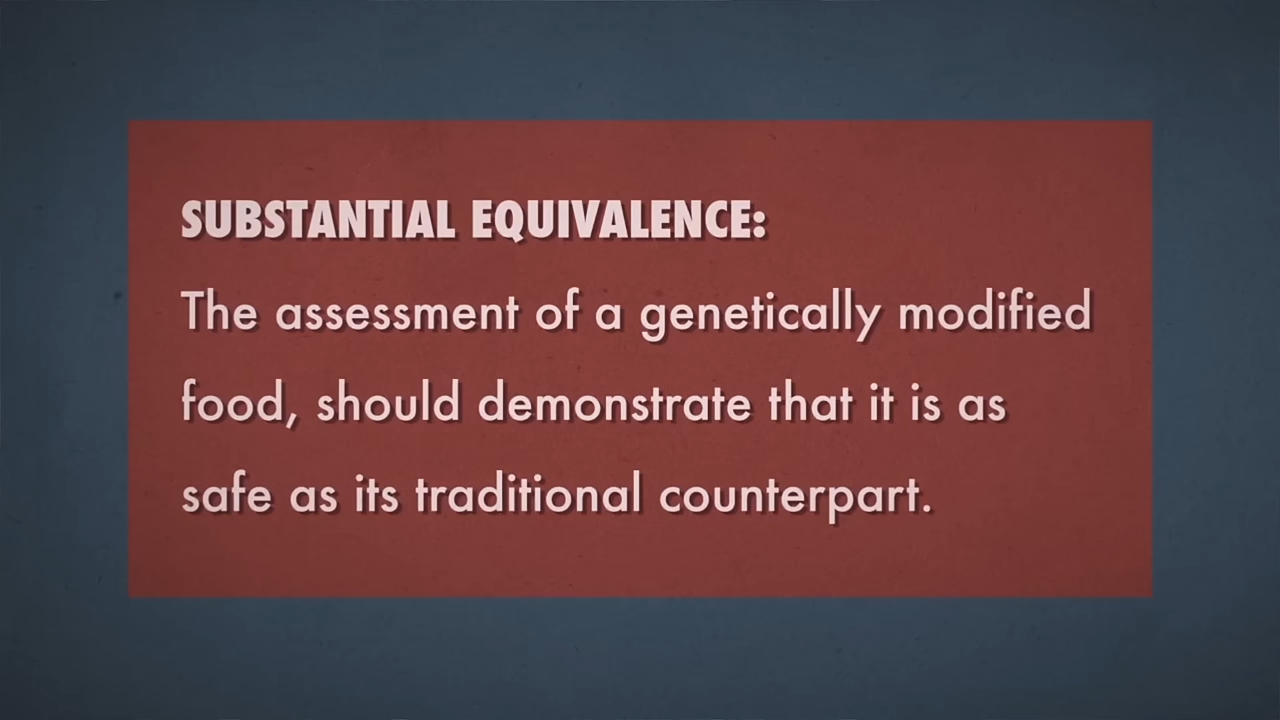 SUBSTANTIAL EQUIVALENCE:
The assessment of a genetically modified
food, should demonstrate that it is as
safe as its traditional counterpart.